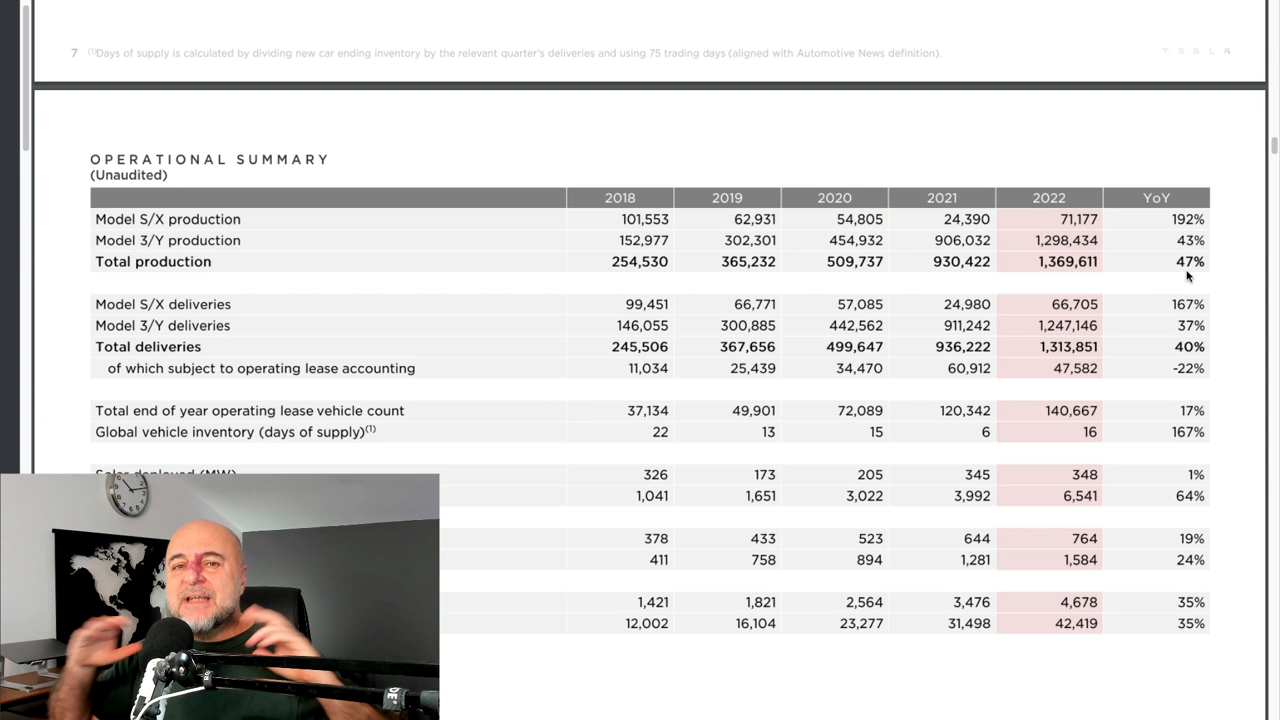 7 (1)Days of supply is calculated by dividing new car ending inventory by the relevant quarter's deliveries and using 75 trading days (aligned with Automotive News definition).
TESLA
OPERATIONAL SUMMARY
(Unaudited)
2018 2019 2020 2021 2022 YoY
Model S/X production 101,553 62,931 54,805 24,390 71,177 192%
Model 3/Y production 152,977 302,301 454,932 906,032 1,298,434 43%
Total production 254,530 365,232 509,737 930,422 1,369,611 47%
Model S/X deliveries 99,451 66,771 57,085 24,980 66,705 167%
Model 3/Y deliveries 146,055 300,885 442,562 911,242 1,247,146 37%
Total deliveries 245,506 367,656 499,647 936,222 1,313,851 40%
of which subject to operating lease accounting 11,034 25,439 34,470 60,912 47,582 -22%
Total end of year operating lease vehicle count 37,134 49,901 72,089 120,342 140,667 17%
Global vehicle inventory (days of supply)(1) 22 13 15 6 16 167%
Solar deployed (MW) 326 173 205 345 348 1%
1,041 1,651 3,022 3,992 6,541 64%
378 433 523 644 764 19%
411 758 894 1,281 1,584 24%
1,421 1,821 2,564 3,476 4,678 35%
12,002 16,104 23,277 31,498 42,419 35%